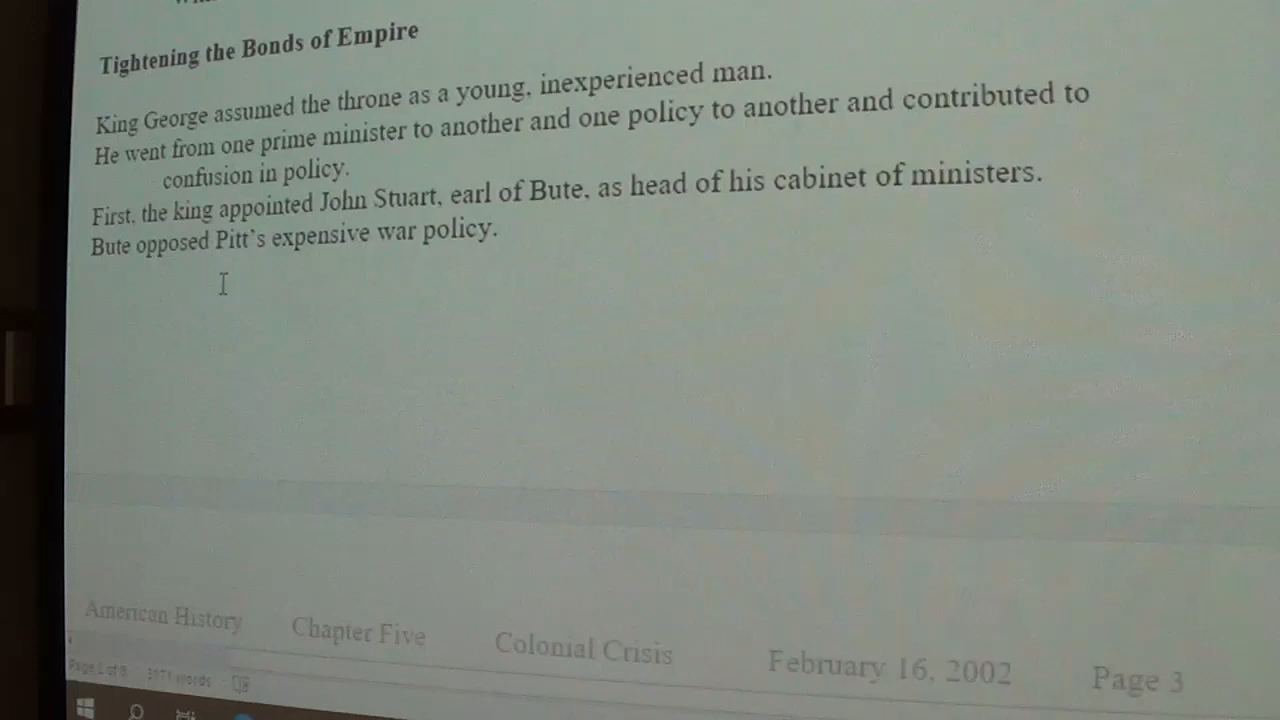 Tightening the Bonds of Empire
King George assumed the throne as a young, inexperienced man.
He went from one prime minister to another and one policy to another and contributed to
confusion in policy.
First, the king appointed John Stuart, earl of Bute, as head of his cabinet of ministers.
Bute opposed Pitt's expensive war policy.
American History Chapter Five Colonial Crisis February 16, 2002 Page 3
of 8 words